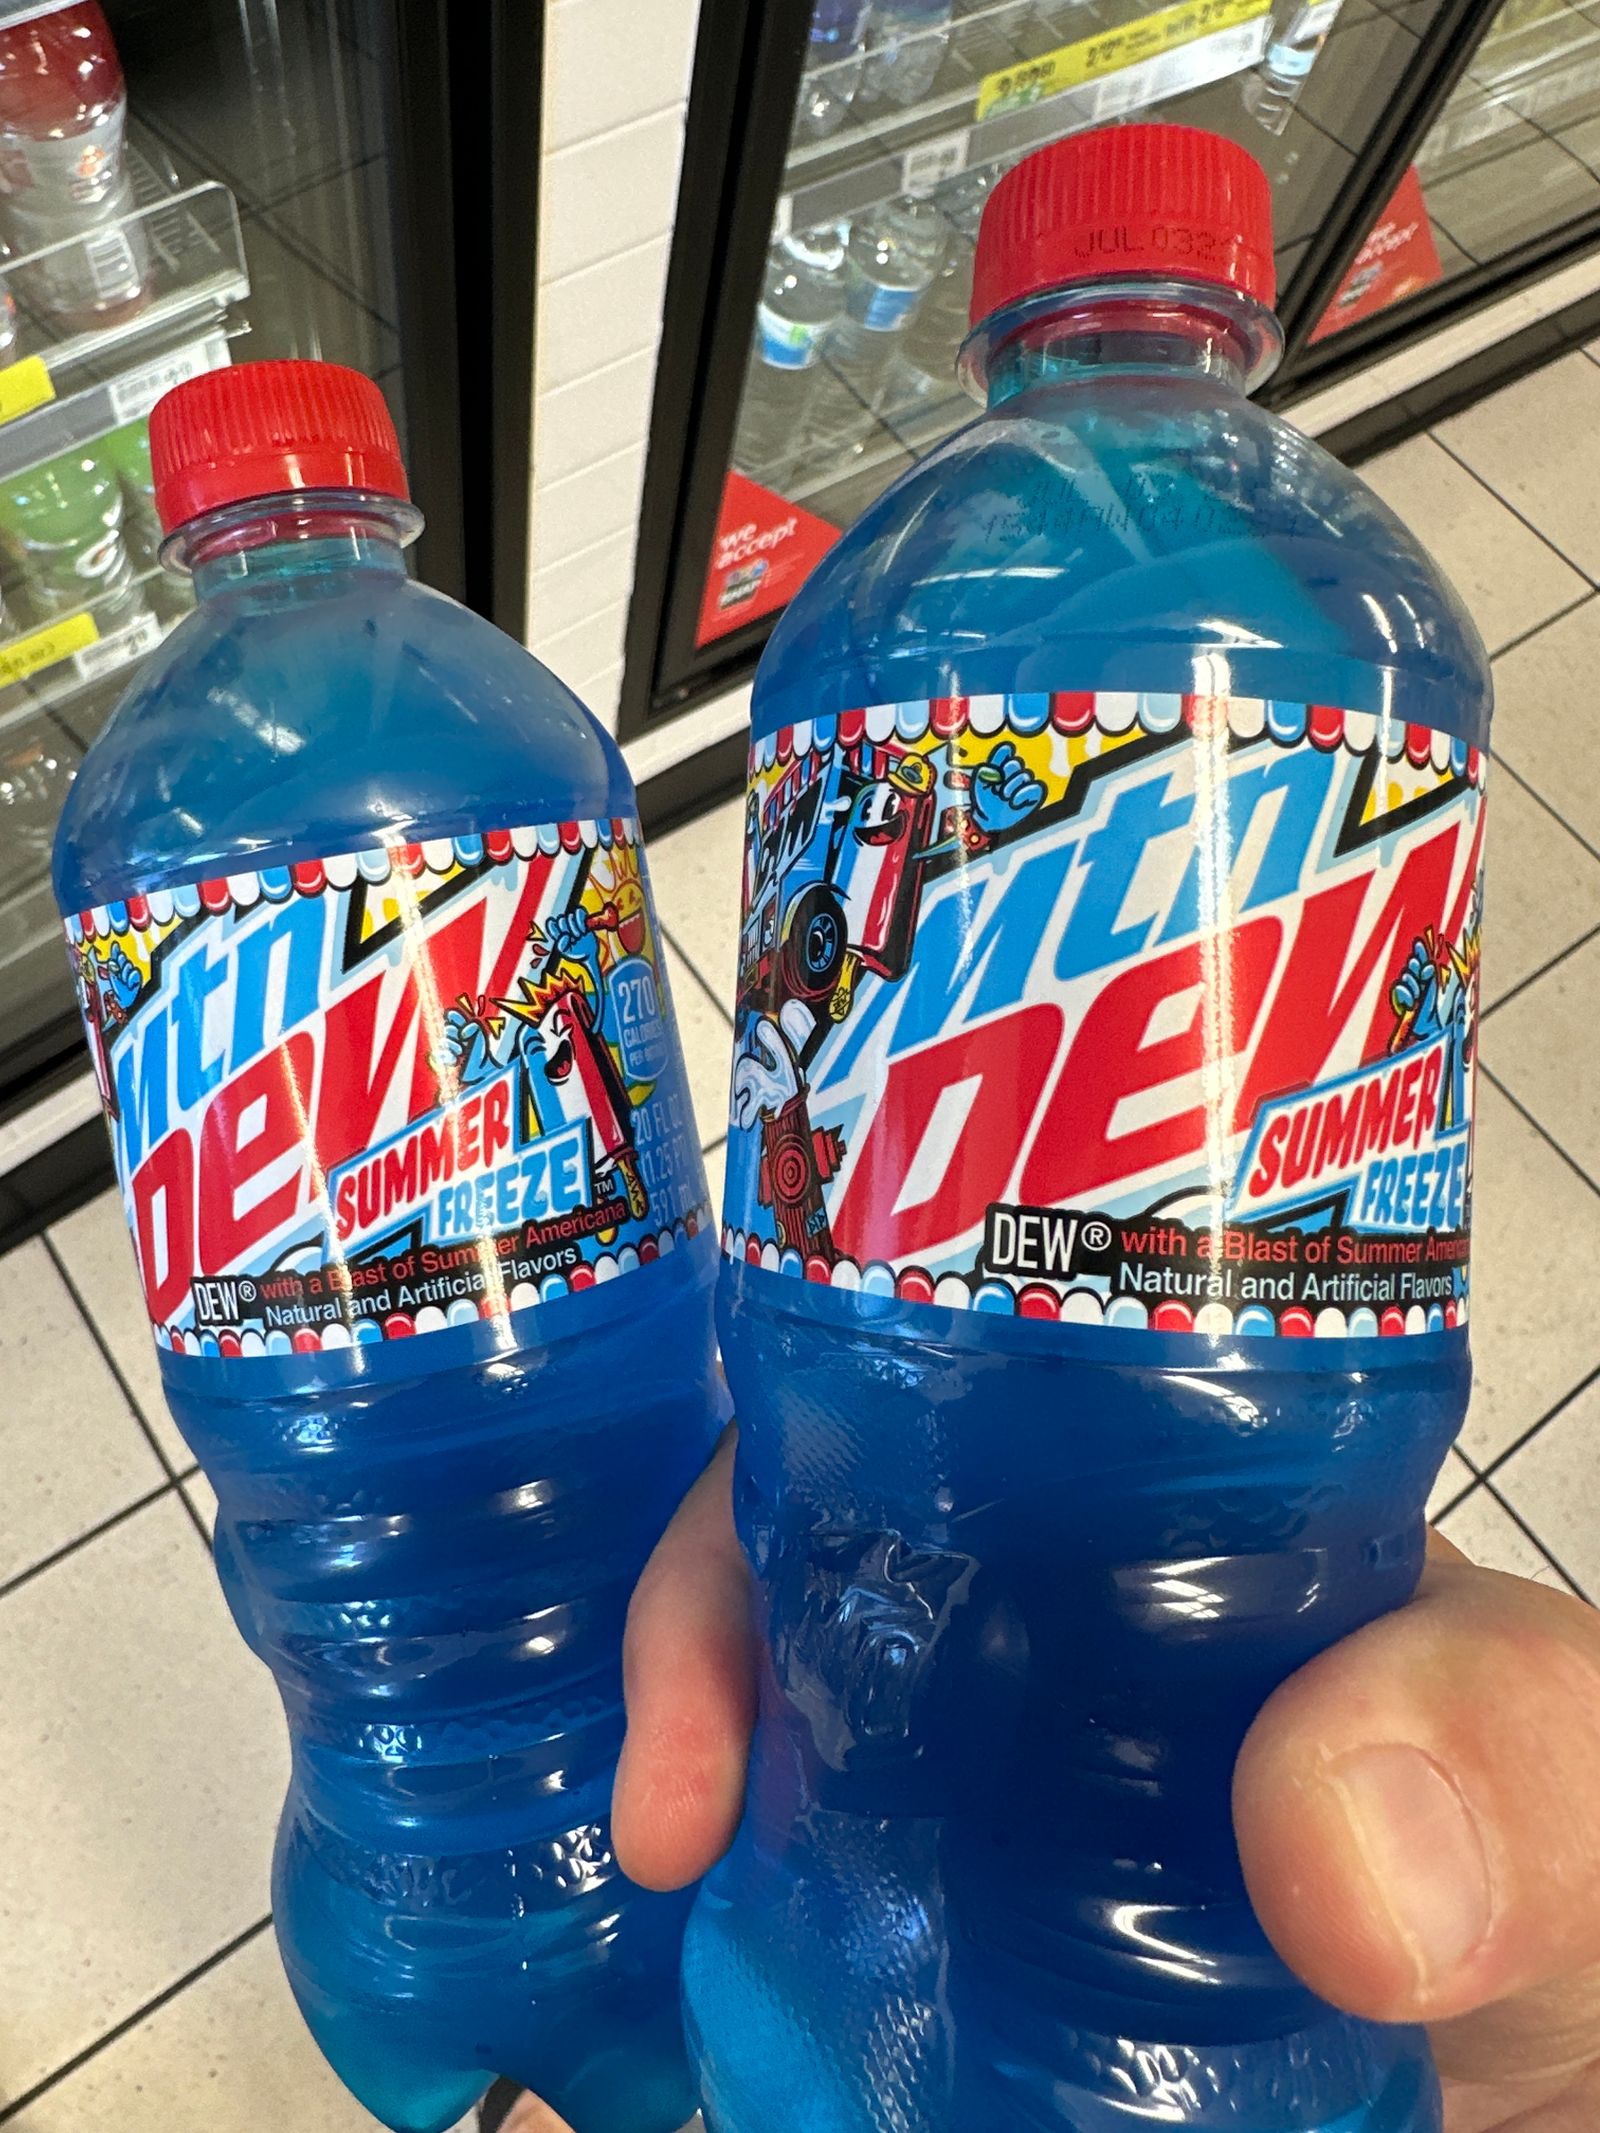 we
accept
JUL 03
mtn
DEW
SUMMER
FREEZE
TM
270
CALORIES
PER
20 FL OZ
DEW® with a Blast of Summer Americana
Natural and Artificial Flavors
mtn
DEW
SUMMER
FREEZE
DEW® with a Blast of Summer
Natural and Artificial Flavors